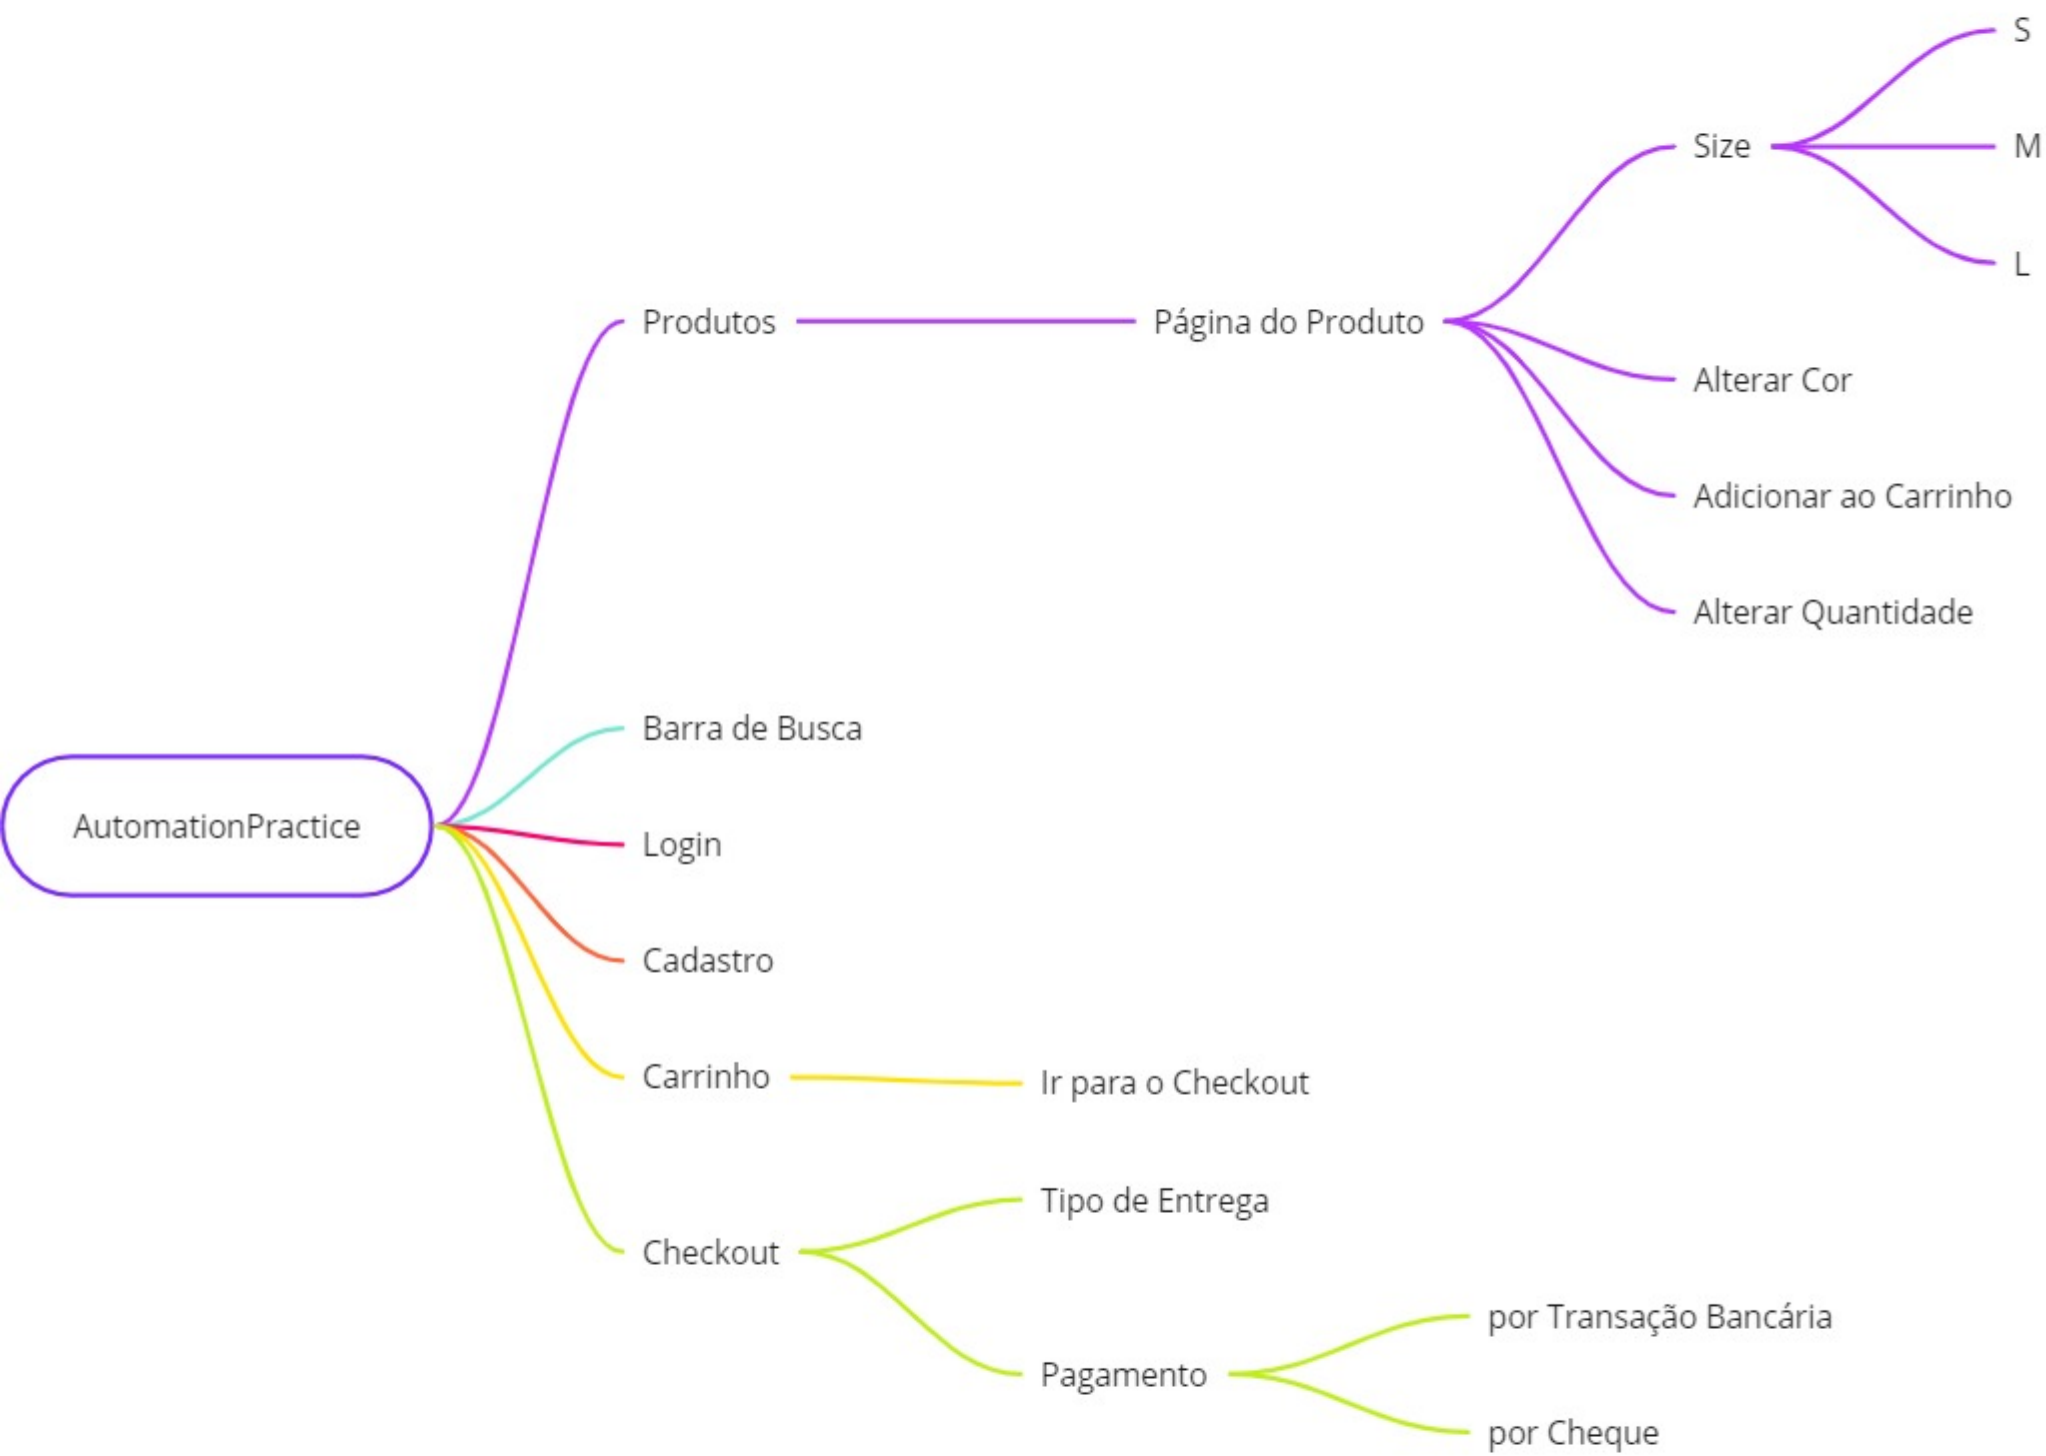 S
Size
M
L
Produtos
Página do Produto
Alterar Cor
Adicionar ao Carrinho
Alterar Quantidade
Barra de Busca
AutomationPractice
Login
Cadastro
Carrinho
Ir para o Checkout
Tipo de Entrega
Checkout
por Transação Bancária
Pagamento
por Cheque